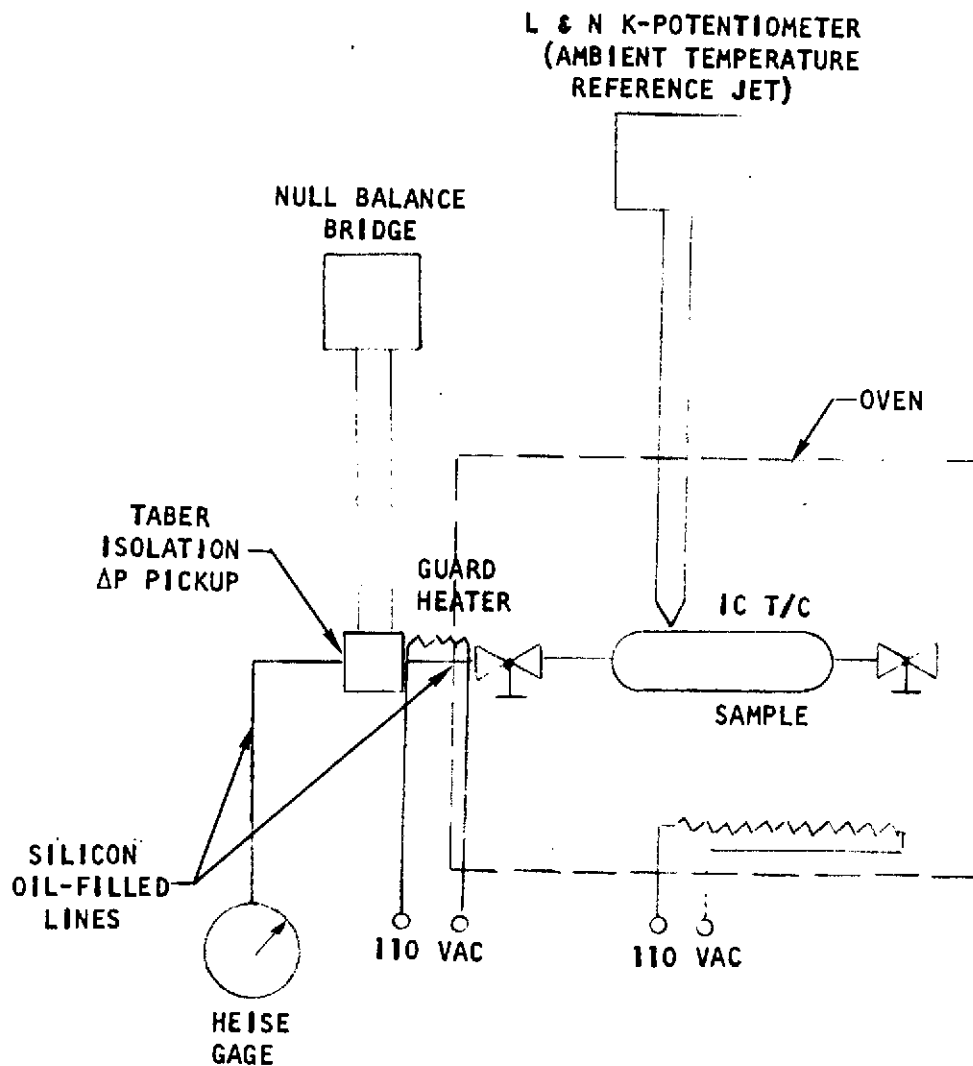 L & N K-POTENTIOMETER
(AMBIENT TEMPERATURE
REFERENCE JET)
NULL BALANCE
BRIDGE
OVEN
TABER
ISOLATION
ΔP PICKUP
GUARD
HEATER
IC T/C
SAMPLE
SILICON
OIL-FILLED
LINES
110 VAC
110 VAC
HEISE
GAGE